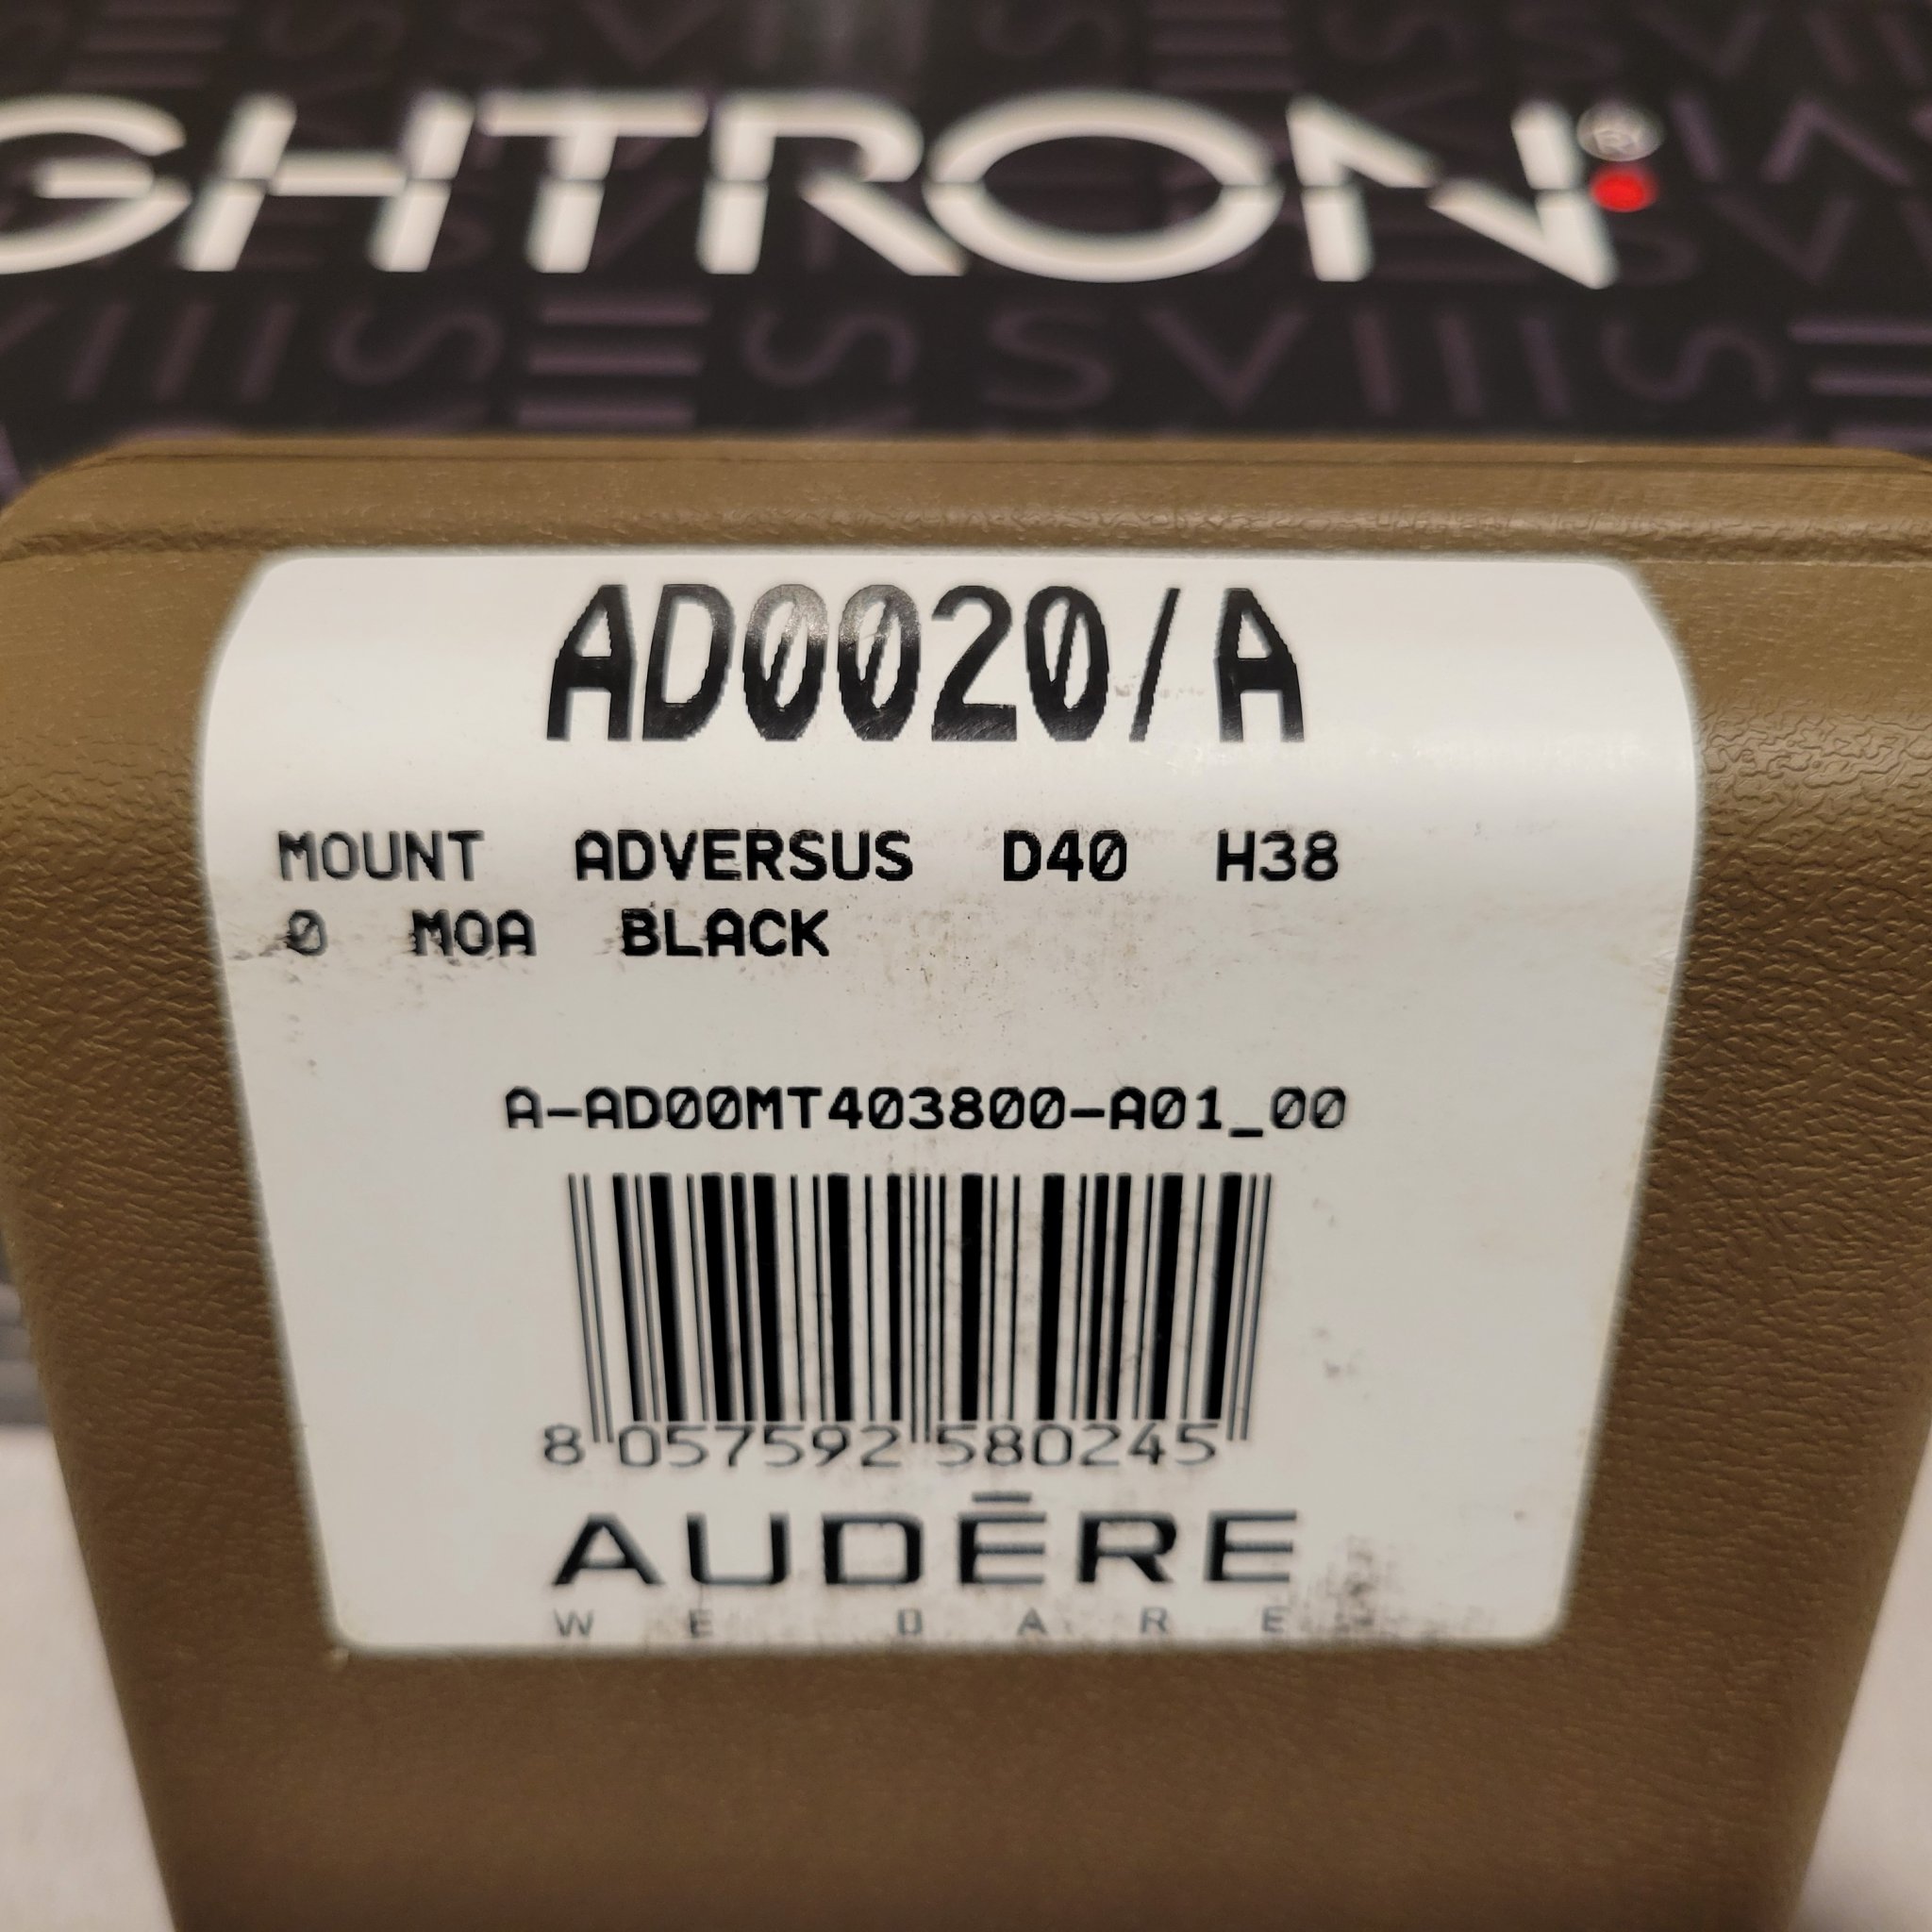 GHTRON®
AD0020/A
MOUNT ADVERSUS D40 H38
0 MOA BLACK
A-AD00MT403800-A01_00
8 057592 580245
AUDĒRE
WE DARE